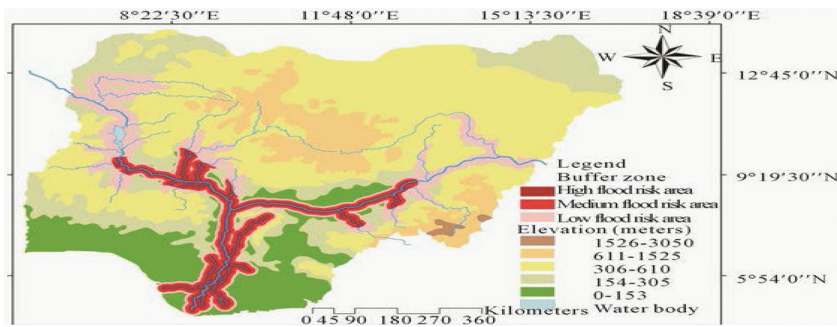 8°22'30"E 11°48'0"E 15°13'30"E 18°39'0"E
N
W E
S
12°45'0"N
9°19'30"N
5°54'0"N
Legend
Buffer zone
High flood risk area
Medium flood risk area
Low flood risk area
Elevation (meters)
1526-3050
611-1525
306-610
154-305
0-153
Water body
Kilometers
0 45 90 180 270 360